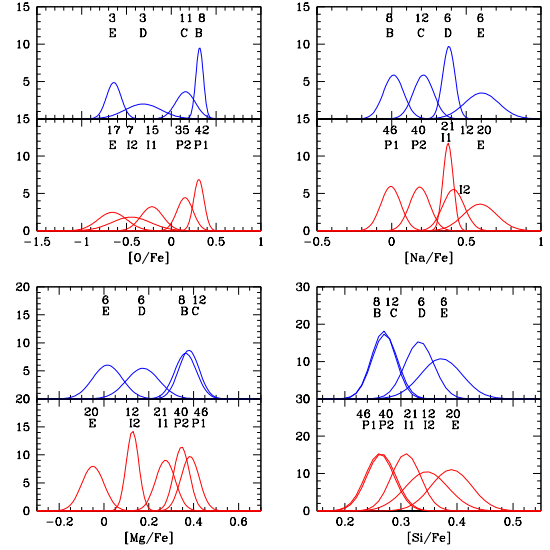 15
3 3 11 8
E D C B
10
5
15
17 7 15 35 42
E I2 I1 P2 P1
10
5
0
−1.5 −1 −0.5 0 0.5 1
[O/Fe]
15
8 12 6 6
B C D E
10
5
15
46 40 21 12 20
P1 P2 I1 E
10
I2
5
0
−0.5 0 0.5 1
[Na/Fe]
20
6 6 8 12
E D B C
15
10
5
20
20 12 21 40 46
E I2 I1 P2 P1
15
10
5
0
−0.2 0 0.2 0.4 0.6
[Mg/Fe]
30
8 12 6 6
B C D E
20
10
30
46 40 21 12 20
P1 P2 I1 I2 E
20
10
0
0.2 0.3 0.4 0.5
[Si/Fe]